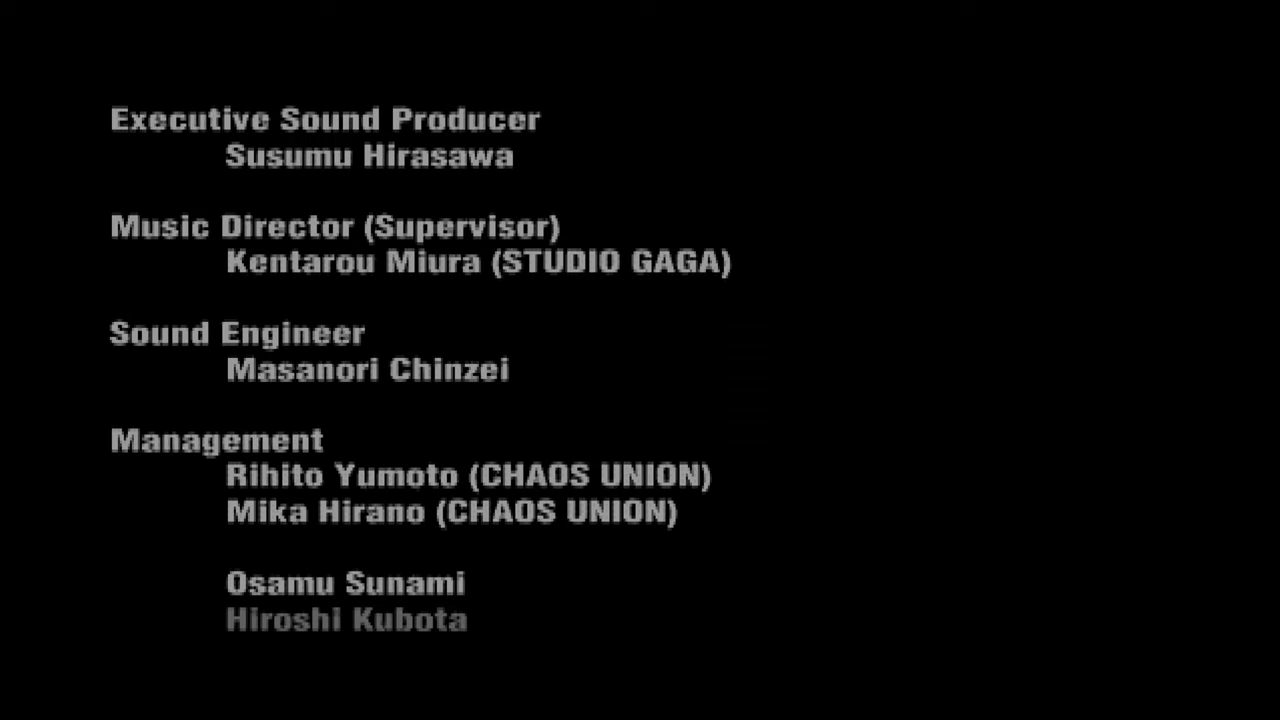 Executive Sound Producer
Susumu Hirasawa
Music Director (Supervisor)
Kentarou Miura (STUDIO GAGA)
Sound Engineer
Masanori Chinzei
Management
Rihito Yumoto (CHAOS UNION)
Mika Hirano (CHAOS UNION)
Osamu Sunami
Hiroshi Kubota